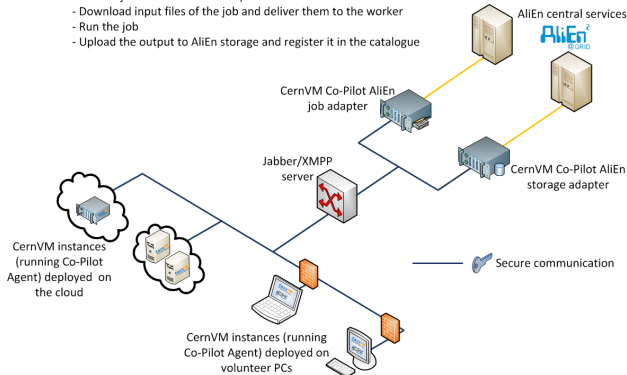 - Download input files of the job and deliver them to the worker
- Run the job
- Upload the output to AliEn storage and register it in the catalogue
AliEn central services
AliEn²
@GRID
CernVM Co-Pilot AliEn
job adapter
Jabber/XMPP
server
CernVM Co-Pilot AliEn
storage adapter
CernVM instances
(running Co-Pilot
Agent) deployed on
the cloud
Secure communication
CernVM instances (running
Co-Pilot Agent) deployed on
volunteer PCs